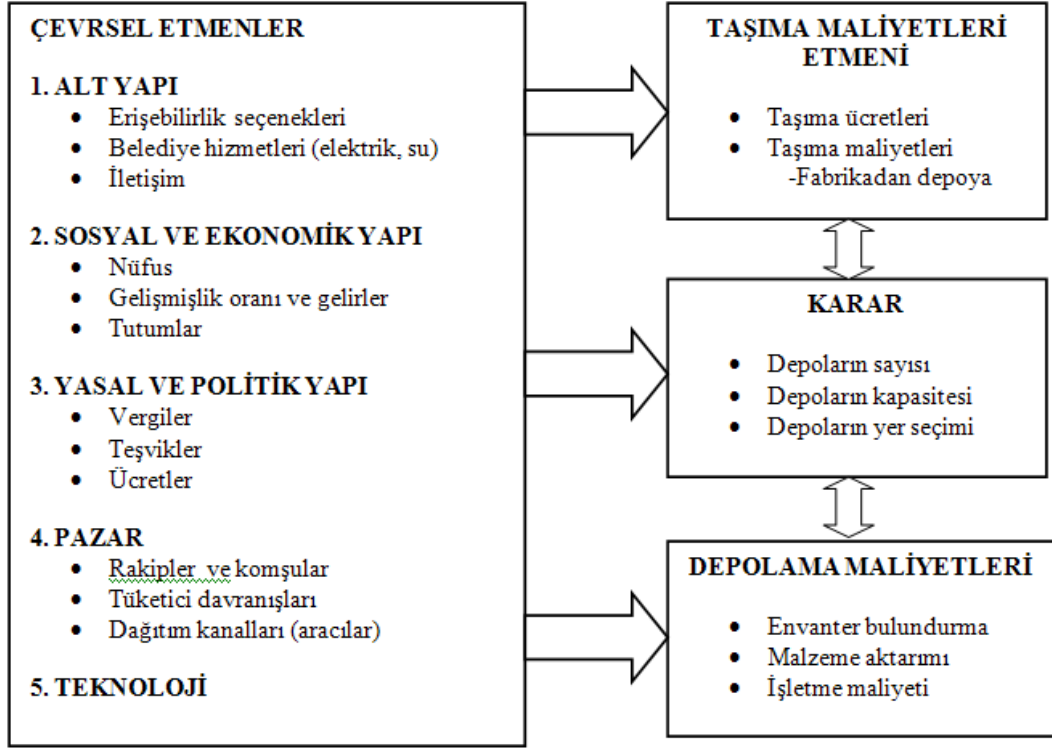 ÇEVRSEL ETMENLER
1. ALT YAPI
• Erişebilirlik seçenekleri
• Belediye hizmetleri (elektrik, su)
• İletişim
2. SOSYAL VE EKONOMİK YAPI
• Nüfus
• Gelişmişlik oranı ve gelirler
• Tutumlar
3. YASAL VE POLİTİK YAPI
• Vergiler
• Teşvikler
• Ücretler
4. PAZAR
• Rakipler ve komşular
• Tüketici davranışları
• Dağıtım kanalları (aracılar)
5. TEKNOLOJİ
TAŞIMA MALİYETLERİ
ETMENİ
• Taşıma ücretleri
• Taşıma maliyetleri
-Fabrikadan depoya
KARAR
• Depoların sayısı
• Depoların kapasitesi
• Depoların yer seçimi
DEPOLAMA MALİYETLERİ
• Envanter bulundurma
• Malzeme aktarımı
• İşletme maliyeti